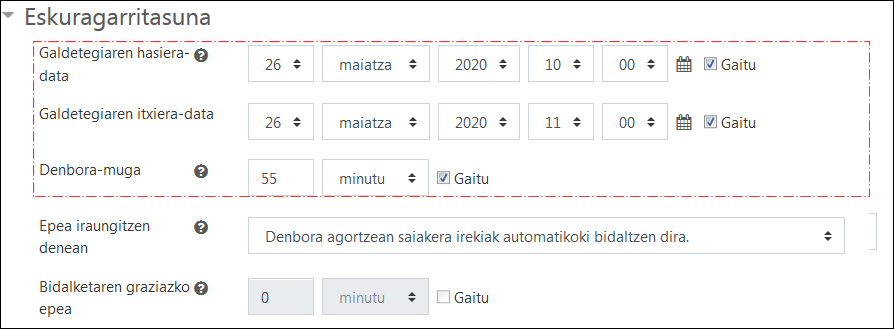 Eskuragarritasuna
Galdetegiaren hasiera-
data
26 maiatza 2020 10 00 Gaitu
Galdetegiaren itxiera-data 26 maiatza 2020 11 00 Gaitu
Denbora-muga 55 minutu Gaitu
Epea iraungitzen
denean
Denbora agortzean saiakera irekiak automatikoki bidaltzen dira.
Bidalketaren graziazko
epea
0 minutu Gaitu